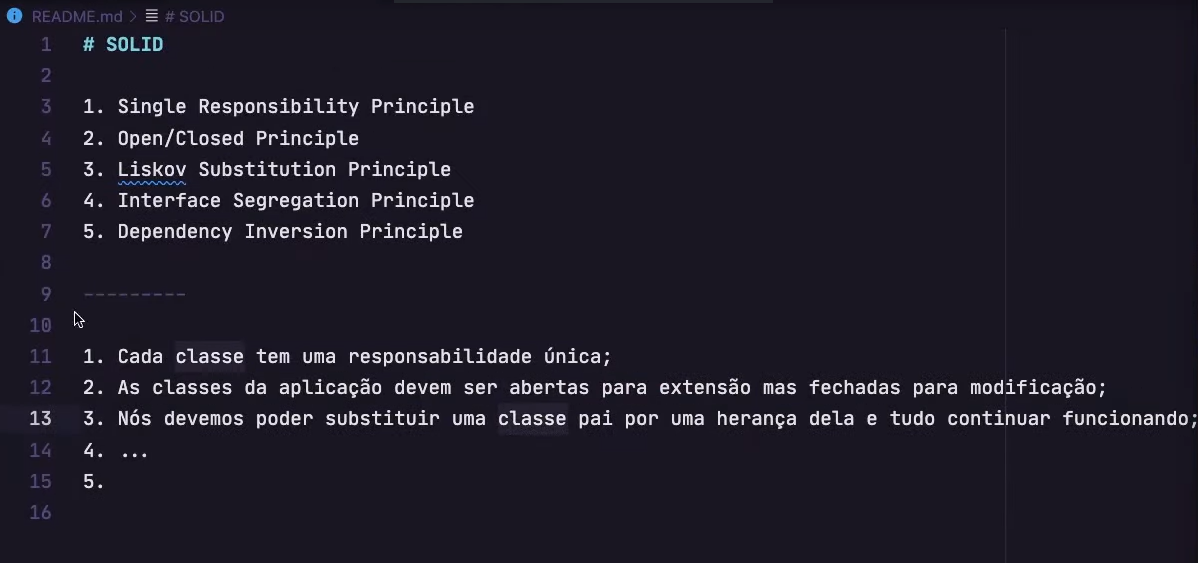 README.md > # SOLID
1 # SOLID
2
3 1. Single Responsibility Principle
4 2. Open/Closed Principle
5 3. Liskov Substitution Principle
6 4. Interface Segregation Principle
7 5. Dependency Inversion Principle
8
9 ---------
10
11 1. Cada classe tem uma responsabilidade única;
12 2. As classes da aplicação devem ser abertas para extensão mas fechadas para modificação;
13 3. Nós devemos poder substituir uma classe pai por uma herança dela e tudo continuar funcionando;
14 4. ...
15 5.
16